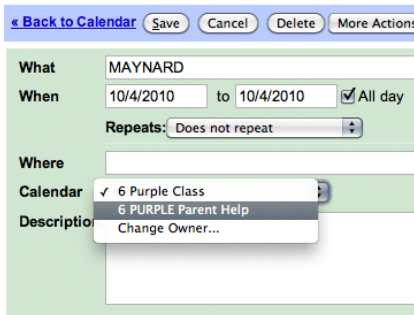 « Back to Calendar Save Cancel Delete More Actions
What MAYNARD
When 10/4/2010 to 10/4/2010 All day
Repeats: Does not repeat
Where
Calendar ✓ 6 Purple Class
6 PURPLE Parent Help
Change Owner...
Descriptio